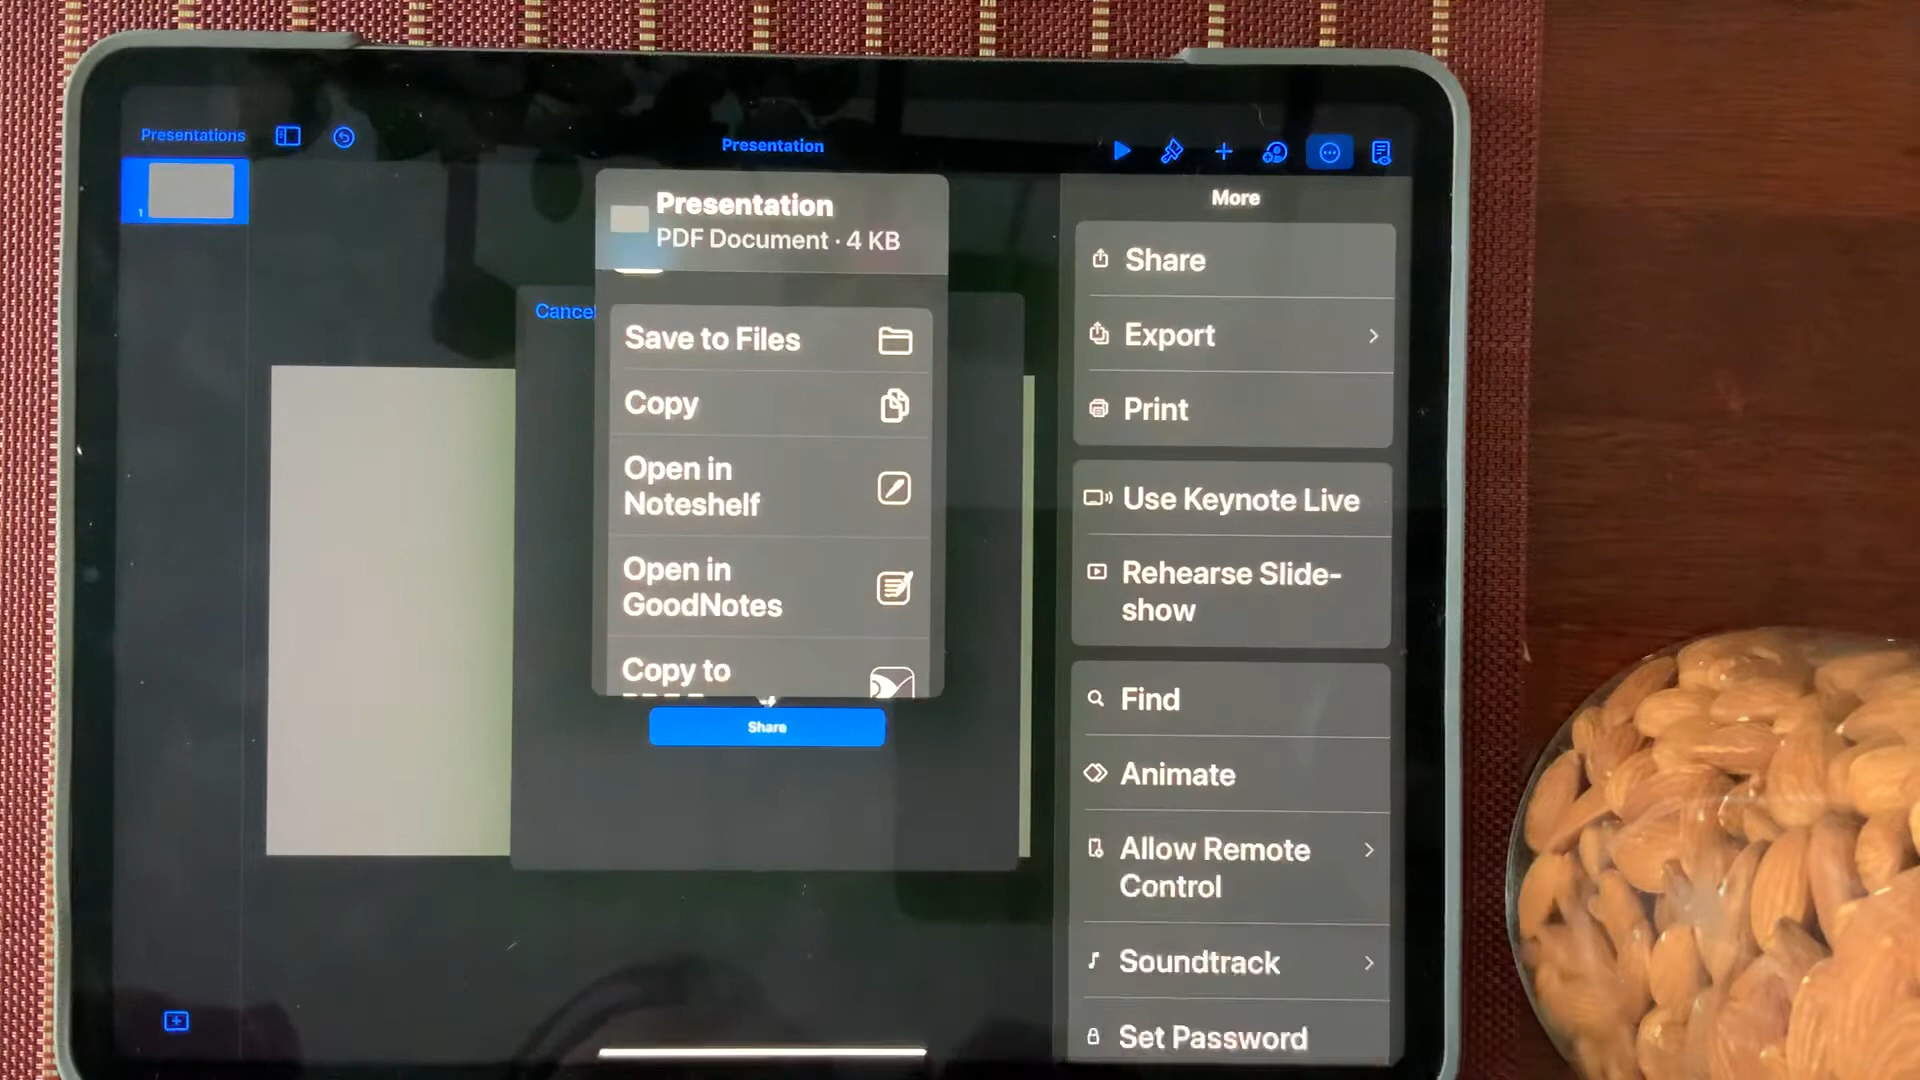 Presentations
Presentation
1
Presentation
PDF Document · 4 KB
Cancel
Save to Files
Copy
Open in
Noteshelf
Open in
GoodNotes
Copy to
Share
More
Share
Export
Print
Use Keynote Live
Rehearse Slide-
show
Find
Animate
Allow Remote
Control
Soundtrack
Set Password